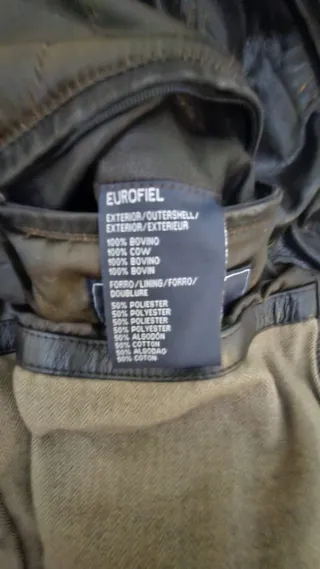 EUROFIEL
EXTERIOR/OUTERSHELL/
EXTERIOR/EXTERIEUR
100% BOVINO
100% COW
100% BOVINO
100% BOVIN
FORRO/LINING/FORRO/
DOUBLURE
50% POLIESTER
50% POLYESTER
50% POLIESTER
50% POLYESTER
50% ALGODÓN
50% COTTON
50% ALGODAO
50% COTON